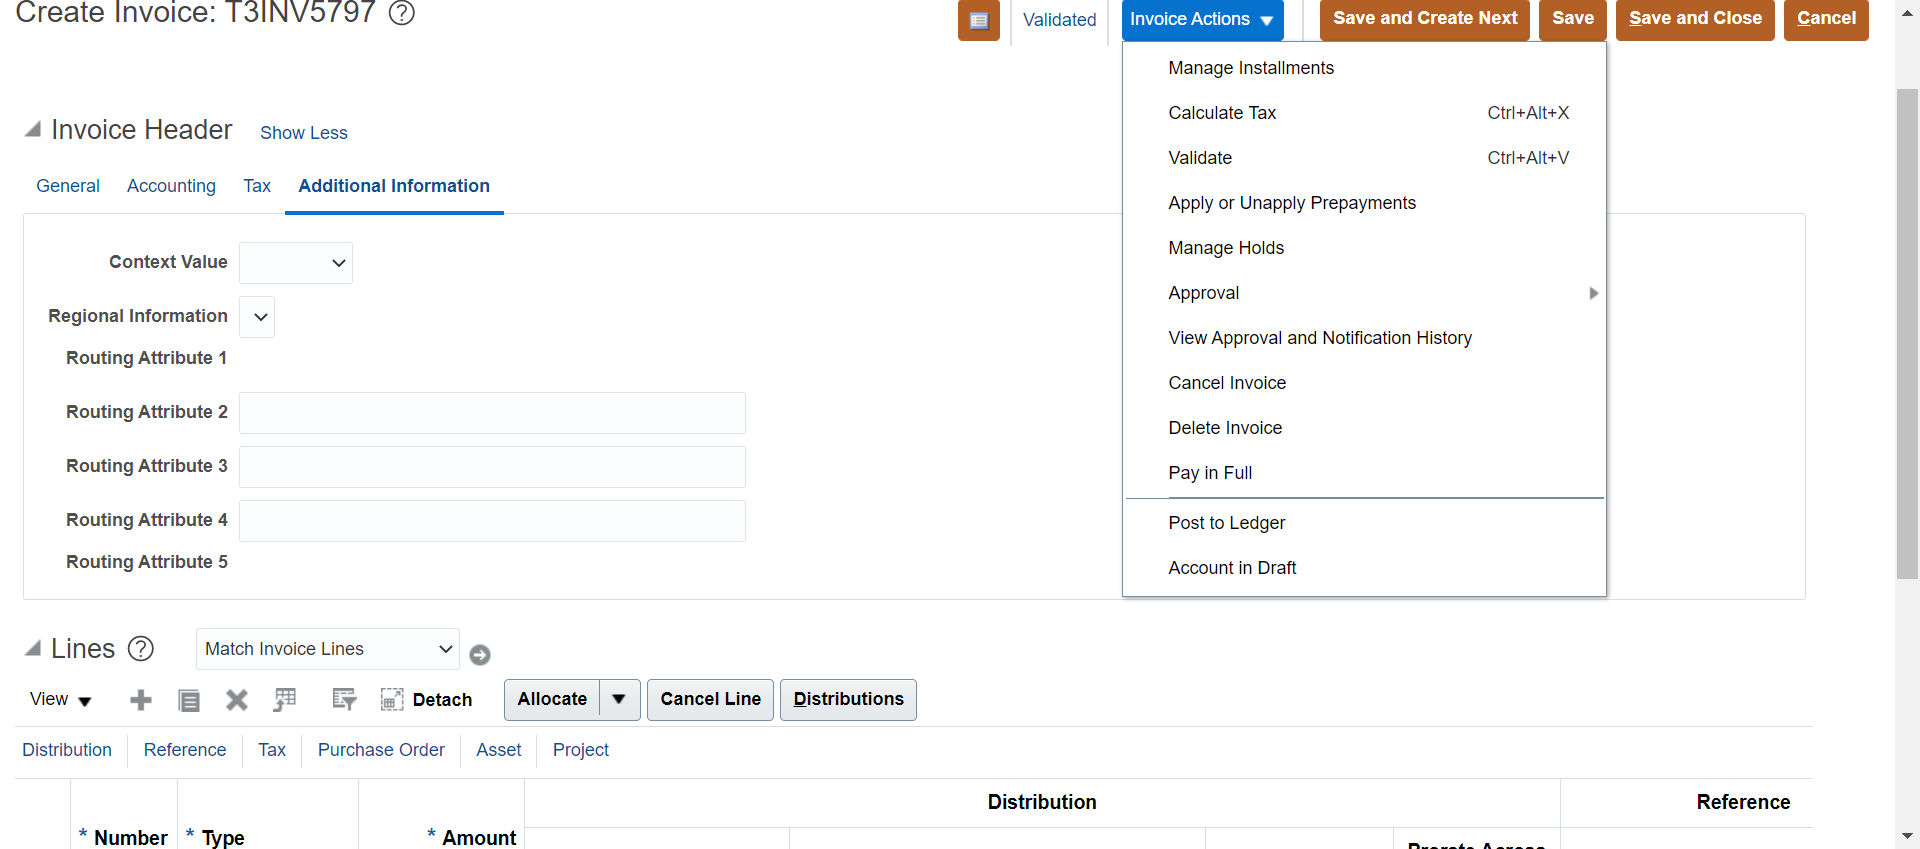 Create Invoice: T3INV5797 ?
Validated
Invoice Actions
Save and Create Next
Save
Save and Close
Cancel
Manage Installments
Calculate Tax Ctrl+Alt+X
Validate Ctrl+Alt+V
Apply or Unapply Prepayments
Manage Holds
Approval
View Approval and Notification History
Cancel Invoice
Delete Invoice
Pay in Full
Post to Ledger
Account in Draft
Invoice Header Show Less
General Accounting Tax Additional Information
Context Value
Regional Information
Routing Attribute 1
Routing Attribute 2
Routing Attribute 3
Routing Attribute 4
Routing Attribute 5
Lines ? Match Invoice Lines
View Detach Allocate Cancel Line Distributions
Distribution Reference Tax Purchase Order Asset Project
Distribution Reference
* Number * Type * Amount Prorate Across